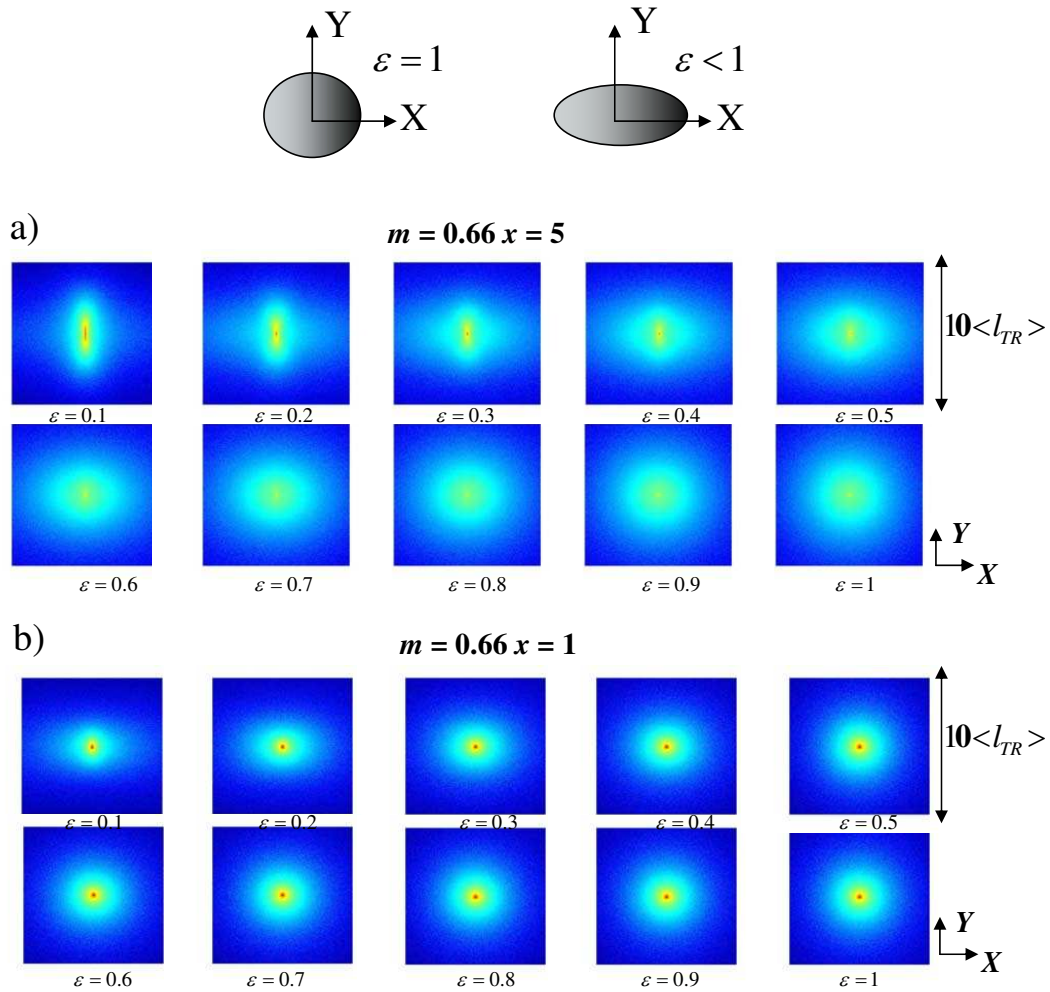 Y Y
ε = 1 ε < 1
X X
a)
m = 0.66 x = 5
10<l_TR>
ε = 0.1 ε = 0.2 ε = 0.3 ε = 0.4 ε = 0.5
Y
X
ε = 0.6 ε = 0.7 ε = 0.8 ε = 0.9 ε = 1
b)
m = 0.66 x = 1
10<l_TR>
ε = 0.1 ε = 0.2 ε = 0.3 ε = 0.4 ε = 0.5
Y
X
ε = 0.6 ε = 0.7 ε = 0.8 ε = 0.9 ε = 1